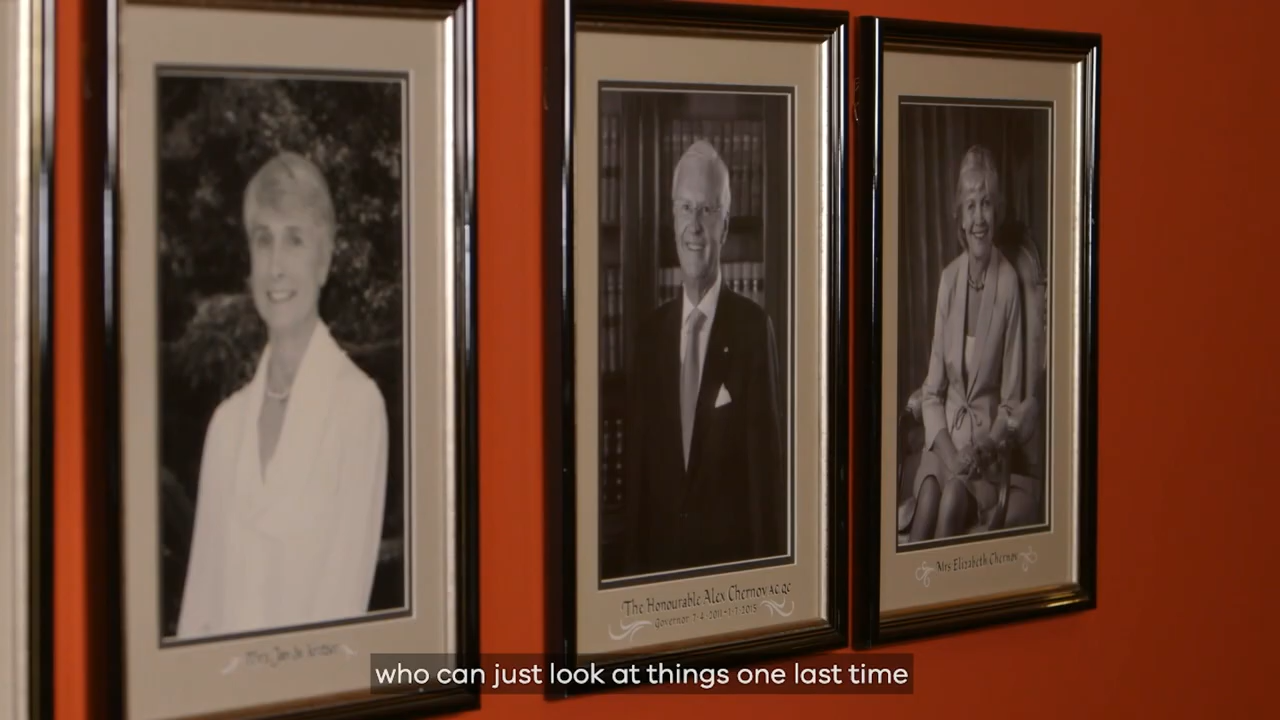 The Honourable Alex Chernov AC QC
Governor 7-4-2011-1-7-2015
Mrs Elizabeth Chernov
who can just look at things one last time